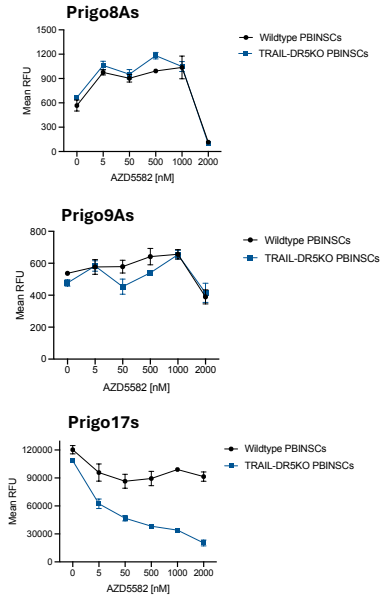 Prigo8As
1500
1200
900
600
300
0
Mean RFU
0 5 50 500 1000 2000
AZD5582 [nM]
Wildtype PBINSCs
TRAIL-DR5KO PBINSCs
Prigo9As
800
600
400
200
0
Mean RFU
0 5 50 500 1000 2000
AZD5582 [nM]
Wildtype PBINSCs
TRAIL-DR5KO PBINSCs
Prigo17s
120000
90000
60000
30000
0
Mean RFU
0 5 50 500 1000 2000
AZD5582 [nM]
Wildtype PBINSCs
TRAIL-DR5KO PBINSCs